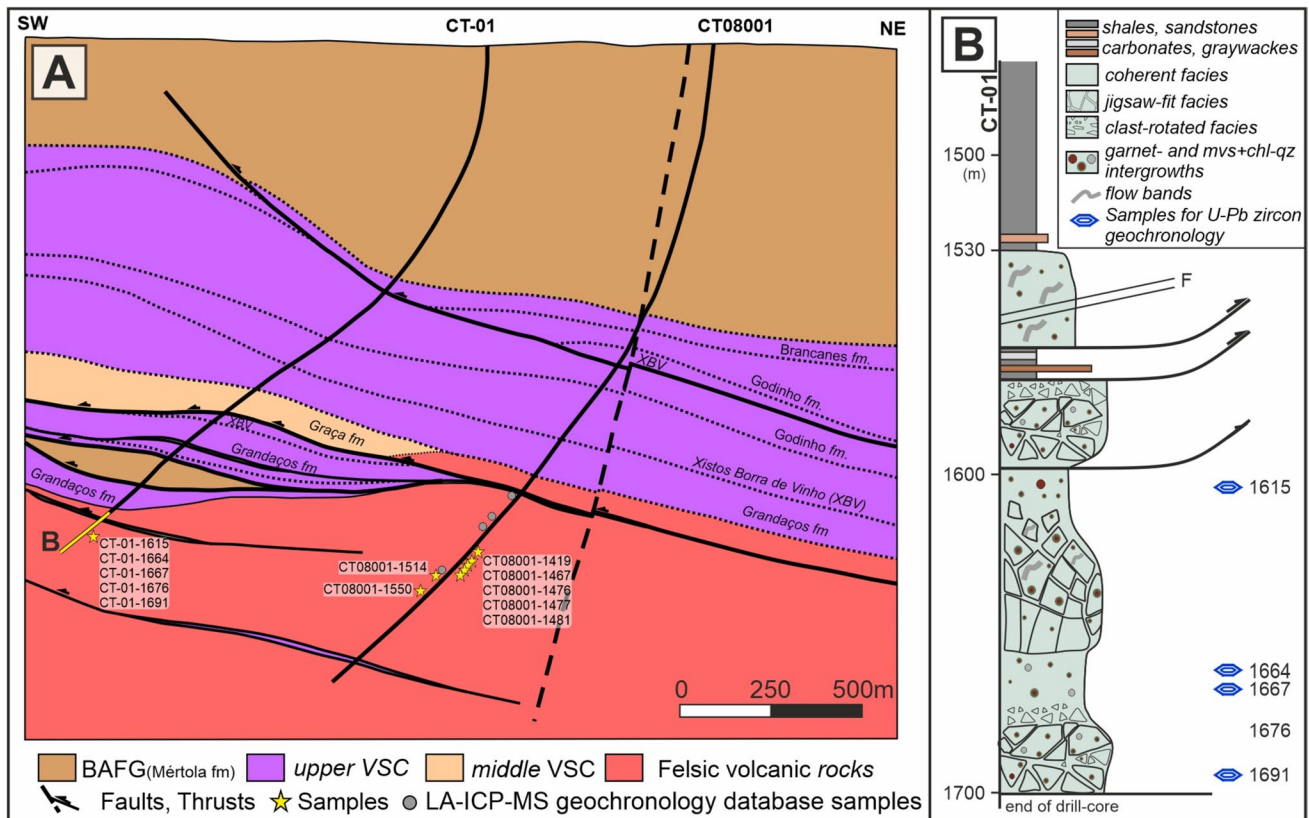 SW
CT-01
CT08001
NE
A
Brancanes fm.
XBV
Godinho fm.
Godinho fm.
Graça fm
Xistos Borra de Vinho (XBV)
XBV
Grandaços fm
Grandaços fm
Grandaços fm
B
CT-01-1615
CT-01-1664
CT-01-1667
CT-01-1676
CT-01-1691
CT08001-1514
CT08001-1550
CT08001-1419
CT08001-1467
CT08001-1476
CT08001-1477
CT08001-1481
0 250 500m
BAFG(Mértola fm)
upper VSC
middle VSC
Felsic volcanic rocks
Faults, Thrusts
Samples
LA-ICP-MS geochronology database samples
B
CT-01
shales, sandstones
carbonates, graywackes
coherent facies
jigsaw-fit facies
clast-rotated facies
garnet- and mvs+chl-qz
intergrowths
flow bands
Samples for U-Pb zircon
geochronology
1500
(m)
1530
F
1600
1615
1664
1667
1676
1691
1700
end of drill-core